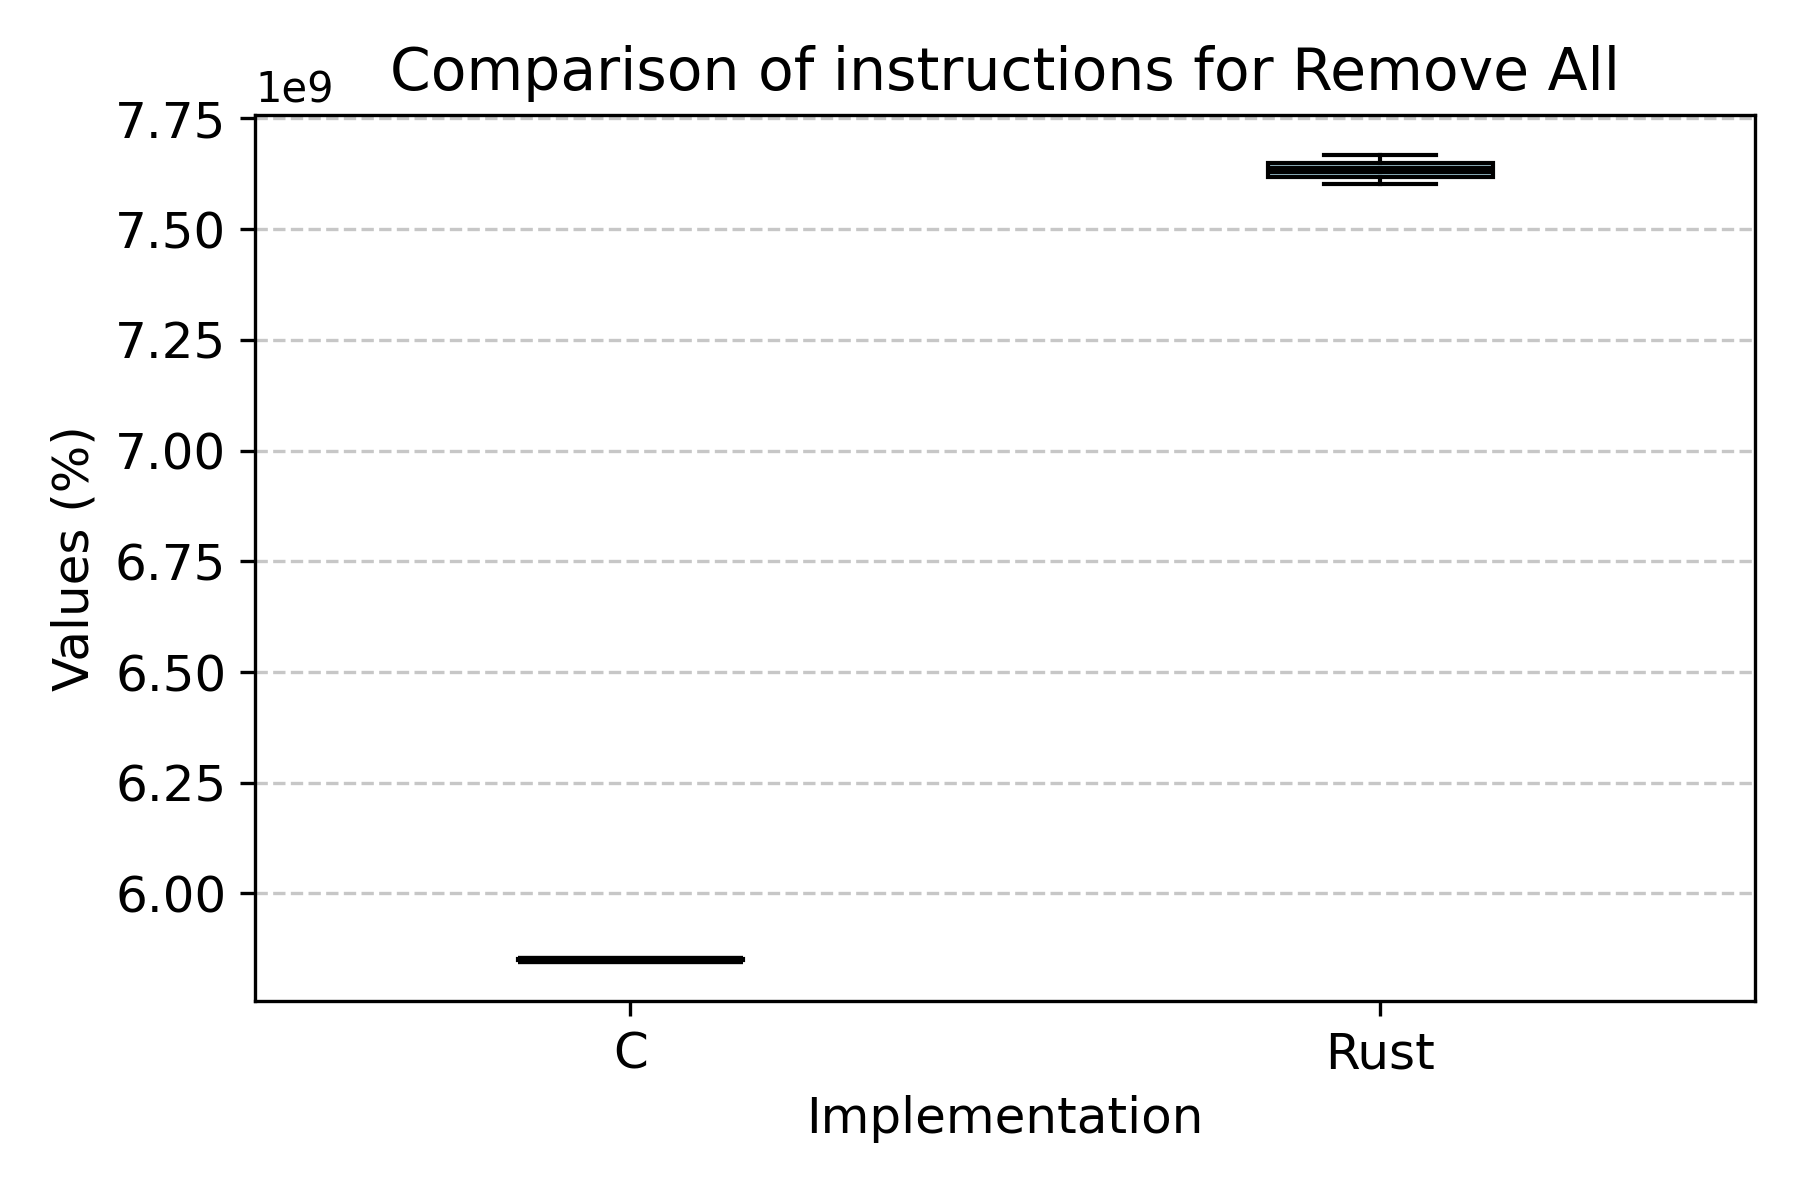 Comparison of instructions for Remove All
1e9
7.75
7.50
7.25
7.00
6.75
6.50
6.25
6.00
Values (%)
C
Rust
Implementation